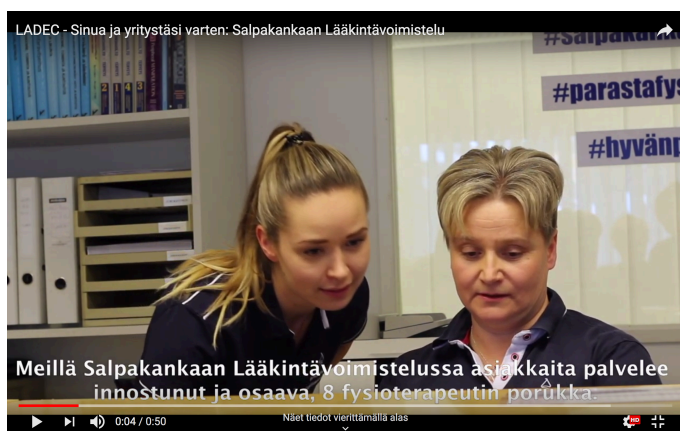 LADEC - Sinua ja yritystäsi varten: Salpakankaan Lääkintävoimistelu
#parastafys
#hyvänp
Meillä Salpakankaan Lääkintävoimistelussa asiakkaita palvelee
innostunut ja osaava, 8 fysioterapeutin porukka.
0:04 / 0:50
Näet tiedot vierittämällä alas
HD